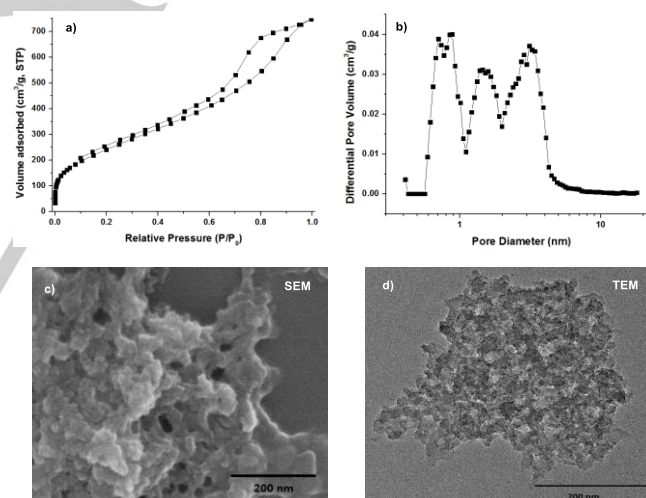 a)
Volume adsorbed (cm³/g, STP)
700
600
500
400
300
200
100
0
0.0 0.2 0.4 0.6 0.8 1.0
Relative Pressure (P/P₀)
b)
Differential Pore Volume (cm³/g)
0.04
0.03
0.02
0.01
0.00
1 10
Pore Diameter (nm)
c)
SEM
200 nm
d)
TEM
200 nm